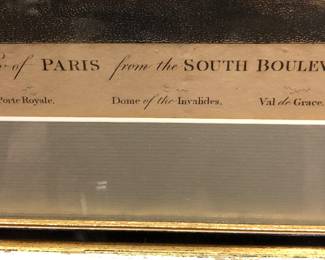 of PARIS from the SOUTH BOULEV
Porte Royale. Dome of the Invalides. Val de Grace.